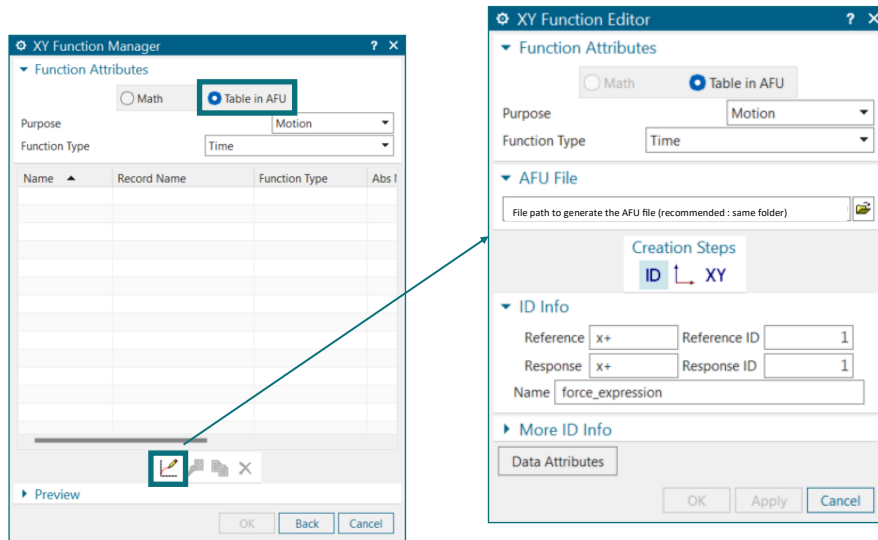 XY Function Manager ? ×
Function Attributes
Math Table in AFU
Purpose Motion
Function Type Time
Name Record Name Function Type Abs
Preview
OK Back Cancel
XY Function Editor ? ×
Function Attributes
Math Table in AFU
Purpose Motion
Function Type Time
AFU File
File path to generate the AFU file (recommended : same folder)
Creation Steps
ID XY
ID Info
Reference x+ Reference ID 1
Response x+ Response ID 1
Name force_expression
More ID Info
Data Attributes
OK Apply Cancel